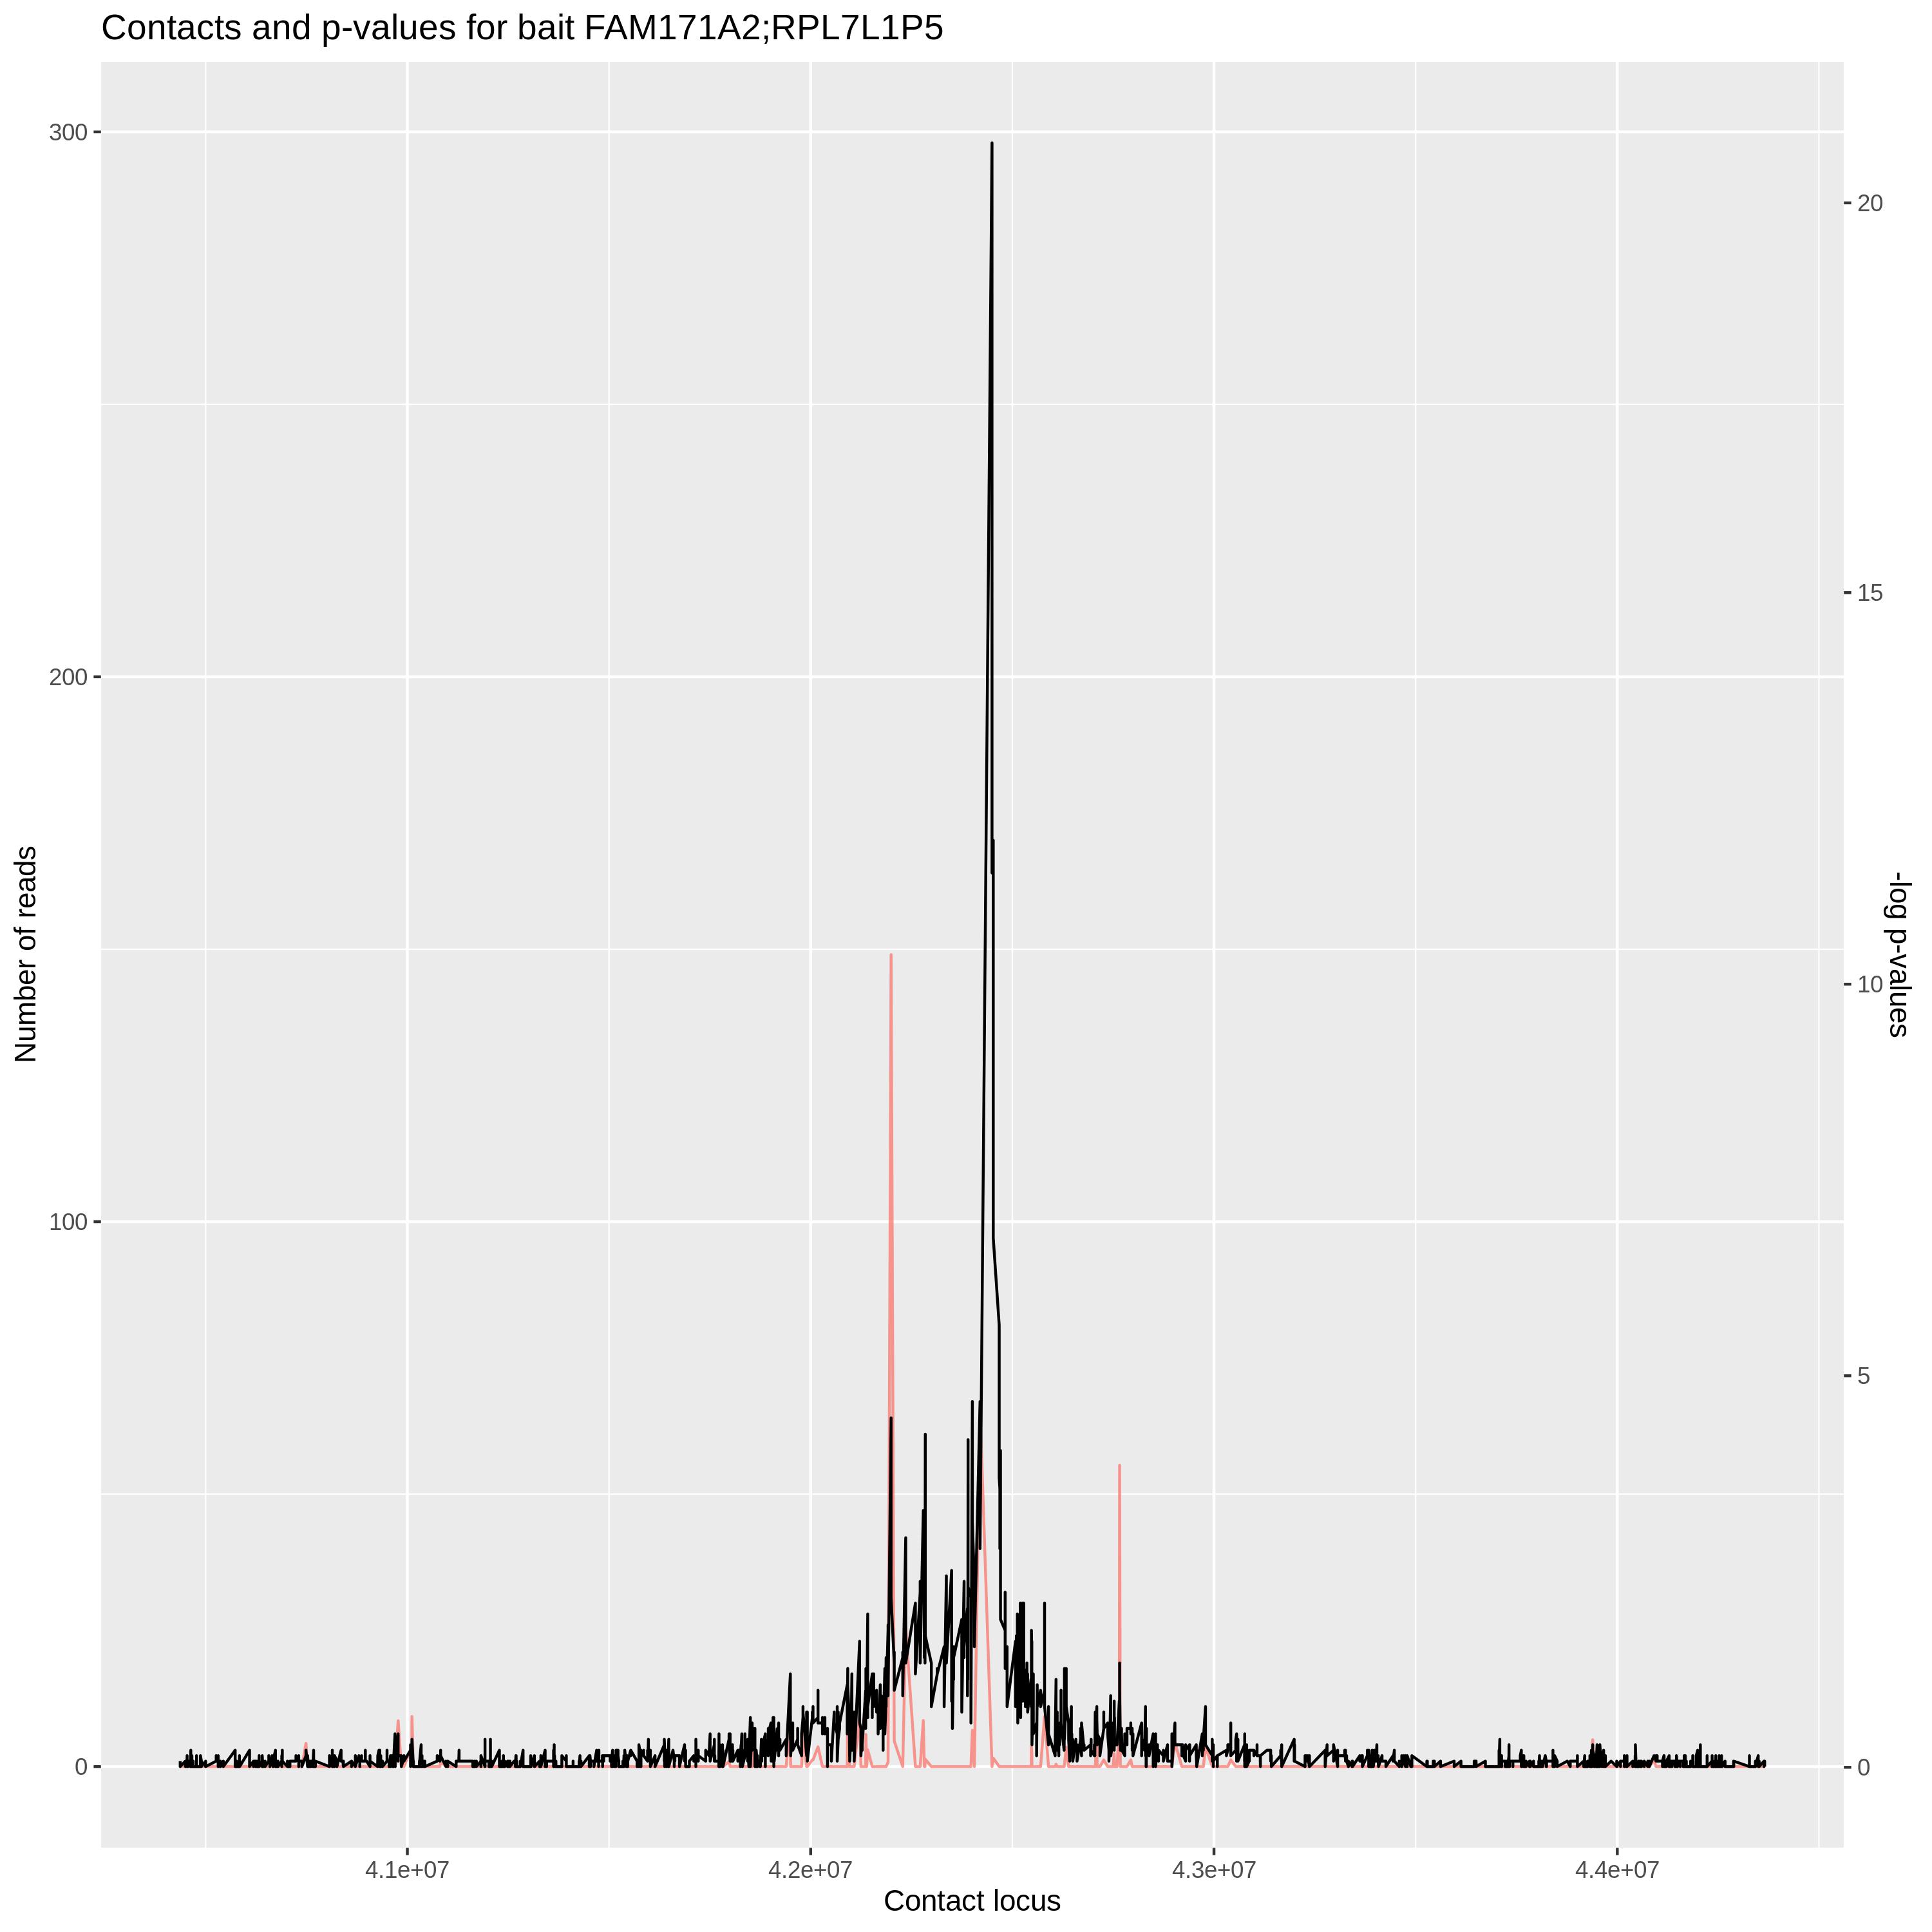 Contacts and p-values for bait FAM171A2;RPL7L1P5
300
200
100
0
Number of reads
20
15
10
5
0
-log p-values
4.1e+07 4.2e+07 4.3e+07 4.4e+07
Contact locus